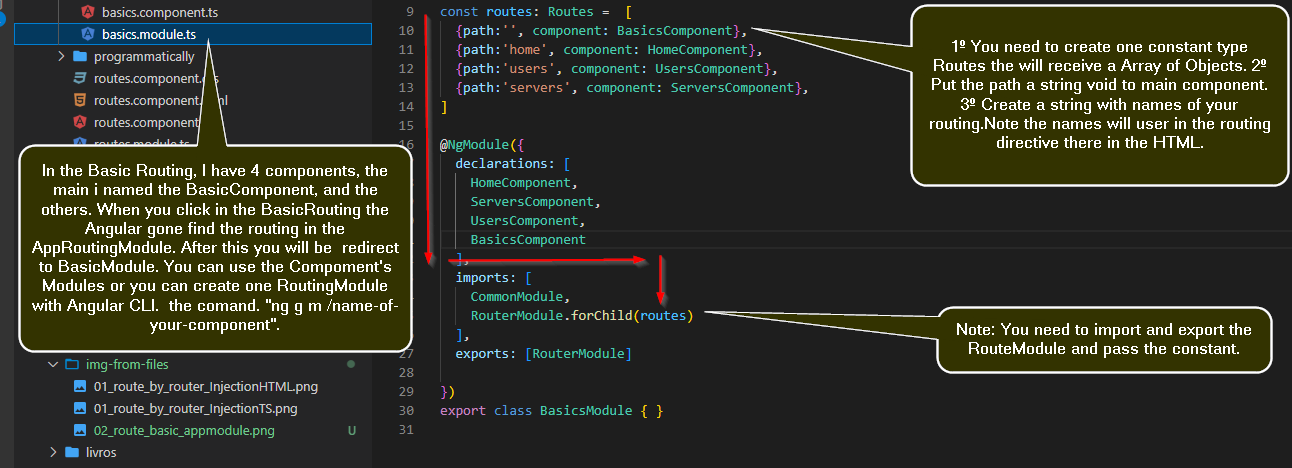 basics.component.ts
basics.module.ts
programmatically
routes.component.
nl
routes.component
In the Basic Routing, I have 4 components, the
main i named the BasicComponent, and the
others. When you click in the BasicRouting the
Angular gone find the routing in the
AppRoutingModule. After this you will be  redirect
to BasicModule. You can use the Compoment's
Modules or you can create one RoutingModule
with Angular CLI.  the comand. "ng g m /name-of-
your-component".
img-from-files
01_route_by_router_InjectionHTML.png
01_route_by_router_InjectionTS.png
02_route_basic_appmodule.png U
livros
9 const routes: Routes =  [
10 {path:'', component: BasicsComponent},
11 {path:'home', component: HomeComponent},
12 {path:'users', component: UsersComponent},
13 {path:'servers', component: ServersComponent},
14 ]
15
16 @NgModule({
declarations: [
HomeComponent,
ServersComponent,
UsersComponent,
BasicsComponent
],
imports: [
CommonModule,
RouterModule.forChild(routes)
],
27 exports: [RouterModule]
28
29 })
30 export class BasicsModule { }
31
1º You need to create one constant type
Routes the will receive a Array of Objects. 2º
Put the path a string void to main component.
3º Create a string with names of your
routing.Note the names will user in the routing
directive there in the HTML.
Note: You need to import and export the
RouteModule and pass the constant.